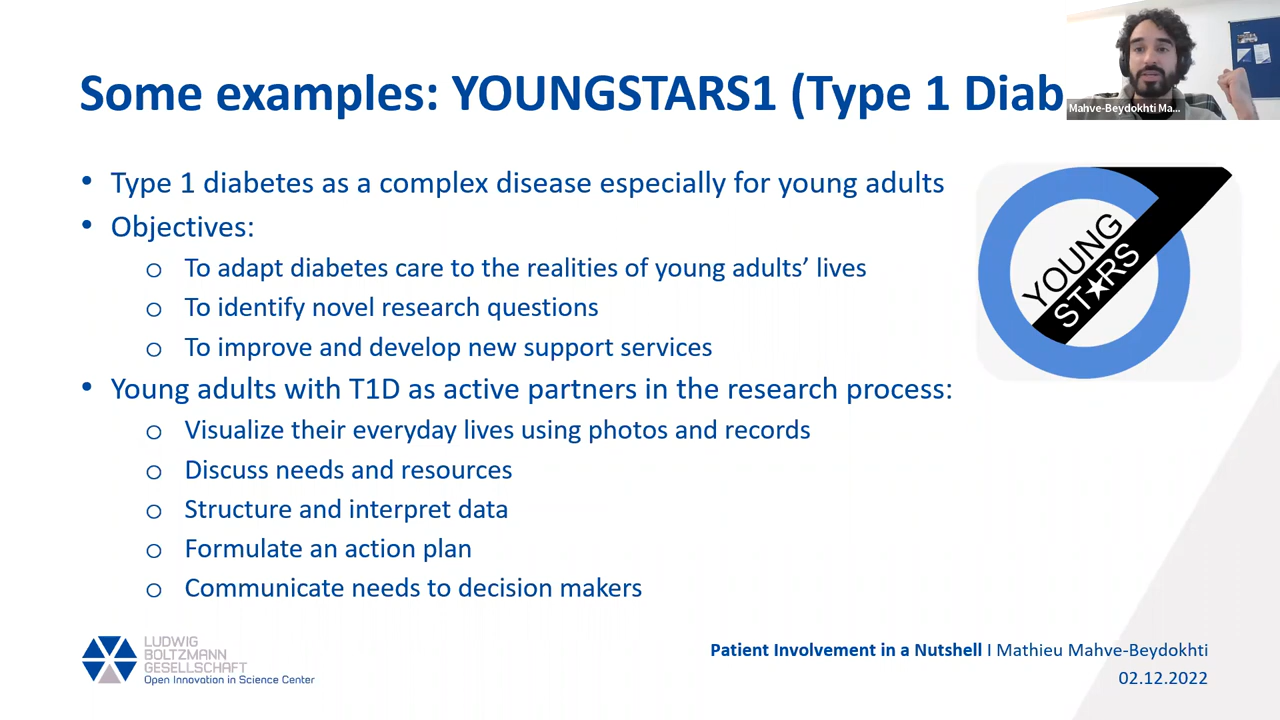 Some examples: YOUNGSTARS1 (Type 1 Diab
Mahve-Beydokhti Ma...
• Type 1 diabetes as a complex disease especially for young adults
• Objectives:
o To adapt diabetes care to the realities of young adults’ lives
o To identify novel research questions
o To improve and develop new support services
• Young adults with T1D as active partners in the research process:
o Visualize their everyday lives using photos and records
o Discuss needs and resources
o Structure and interpret data
o Formulate an action plan
o Communicate needs to decision makers
YOUNG
ST★RS
LUDWIG
BOLTZMANN
GESELLSCHAFT
Open Innovation in Science Center
Patient Involvement in a Nutshell I Mathieu Mahve-Beydokhti
02.12.2022